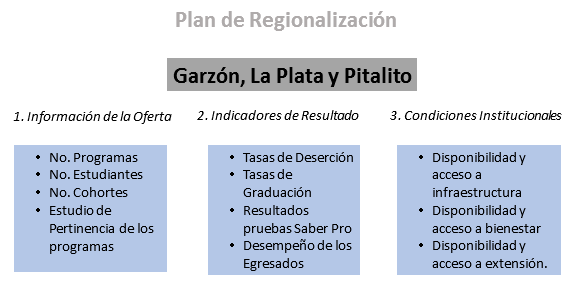 Plan de Regionalización
Garzón, La Plata y Pitalito
1. Información de la Oferta
• No. Programas
• No. Estudiantes
• No. Cohortes
• Estudio de
Pertinencia de los
programas
2. Indicadores de Resultado
• Tasas de Deserción
• Tasas de
Graduación
• Resultados
pruebas Saber Pro
• Desempeño de los
Egresados
3. Condiciones Institucionales
• Disponibilidad y
acceso a
infraestructura
• Disponibilidad y
acceso a bienestar
• Disponibilidad y
acceso a extensión.